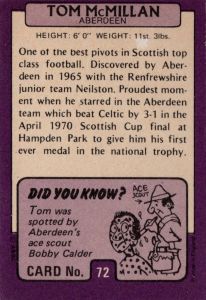 TOM McMILLAN
ABERDEEN
HEIGHT: 6' 0" WEIGHT: 11st. 3lbs.
One of the best pivots in Scottish top
class football. Discovered by Aber-
deen in 1965 with the Renfrewshire
junior team Neilston. Proudest mom-
ent when he starred in the Aberdeen
team which beat Celtic by 3-1 in the
April 1970 Scottish Cup final at
Hampden Park to give him his first
ever medal in the national trophy.
DID YOU KNOW?
Tom was
spotted by
Aberdeen's
ace scout
Bobby Calder
ACE
SCOUT
CARD No. 72